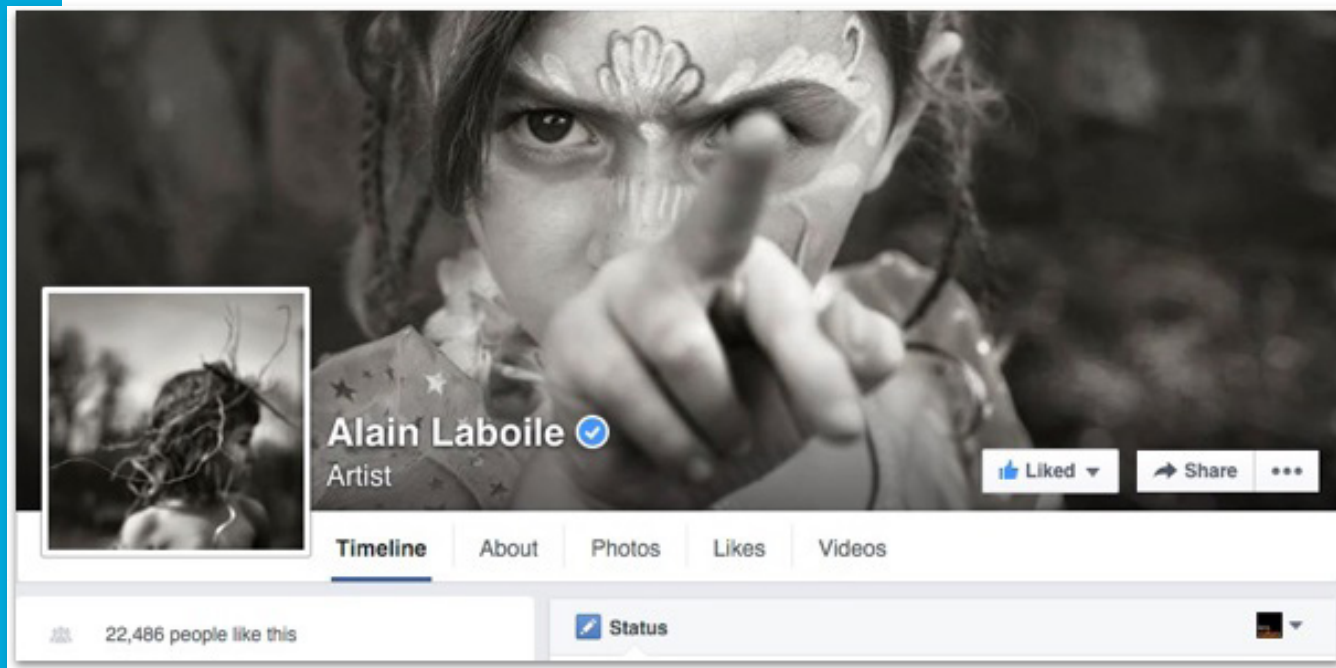 Alain Laboile
Artist
Liked
Share
Timeline About Photos Likes Videos
22,486 people like this
Status